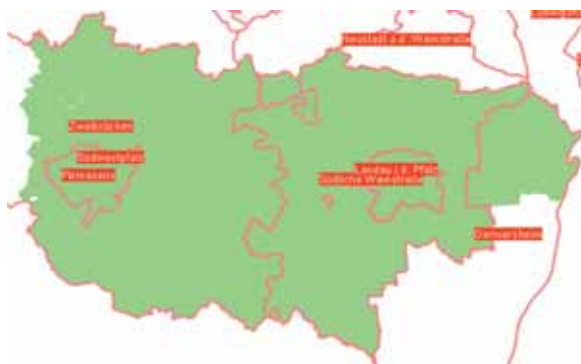 Neustadt a.d. Weinstraße
Zweibrücken
Südwestpfalz
Pirmasens
Landau i.d. Pfalz
Südliche Weinstraße
Germersheim